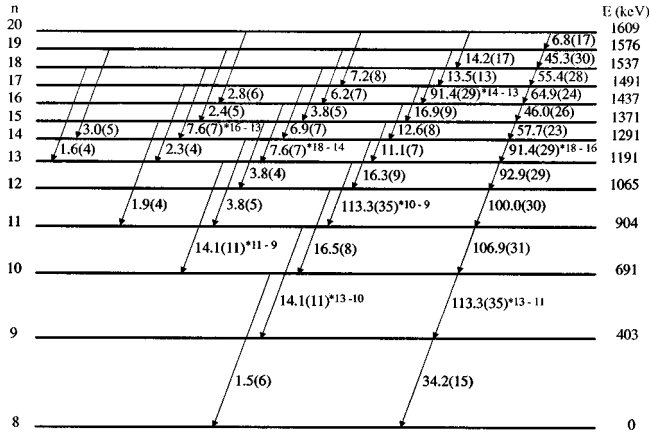 n E (keV)
20 1609
6.8(17)
19 1576
14.2(17) 45.3(30)
18 1537
7.2(8) 13.5(13) 55.4(28)
17 1491
2.8(6) 6.2(7) 91.4(29)*14 - 13 64.9(24)
16 1437
2.4(5) 3.8(5) 16.9(9) 46.0(26)
15 1371
3.0(5) 7.6(7)*16 - 13 6.9(7) 12.6(8) 57.7(23)
14 1291
1.6(4) 2.3(4) 7.6(7)*18 - 14 11.1(7) 91.4(29)*18 - 16
13 1191
3.8(4) 16.3(9) 92.9(29)
12 1065
1.9(4) 3.8(5) 113.3(35)*10 - 9 100.0(30)
11 904
14.1(11)*11 - 9 16.5(8) 106.9(31)
10 691
14.1(11)*13 - 10 113.3(35)*13 - 11
9 403
1.5(6) 34.2(15)
8 0